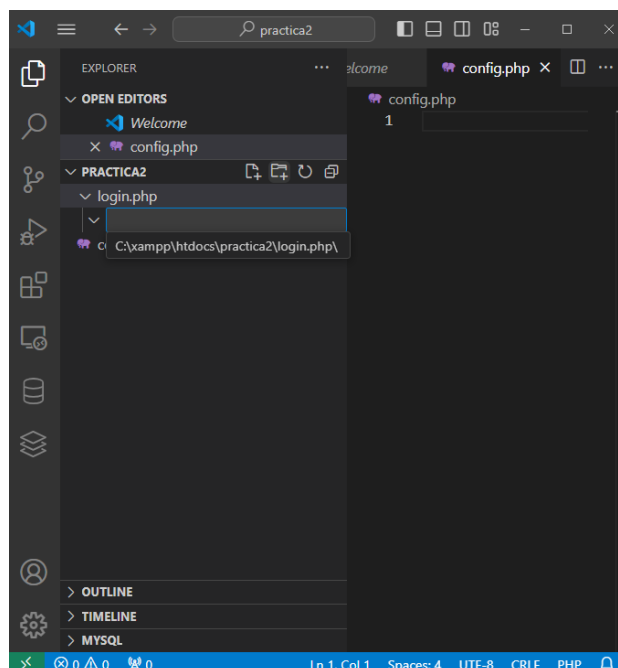 practica2
EXPLORER
elcome
config.php
OPEN EDITORS
config.php
Welcome
1
config.php
PRACTICA2
login.php
c
C:\xampp\htdocs\practica2\login.php\
OUTLINE
TIMELINE
MYSQL
0 0 0 Ln 1, Col 1 Spaces: 4 UTF-8 CRLF PHP